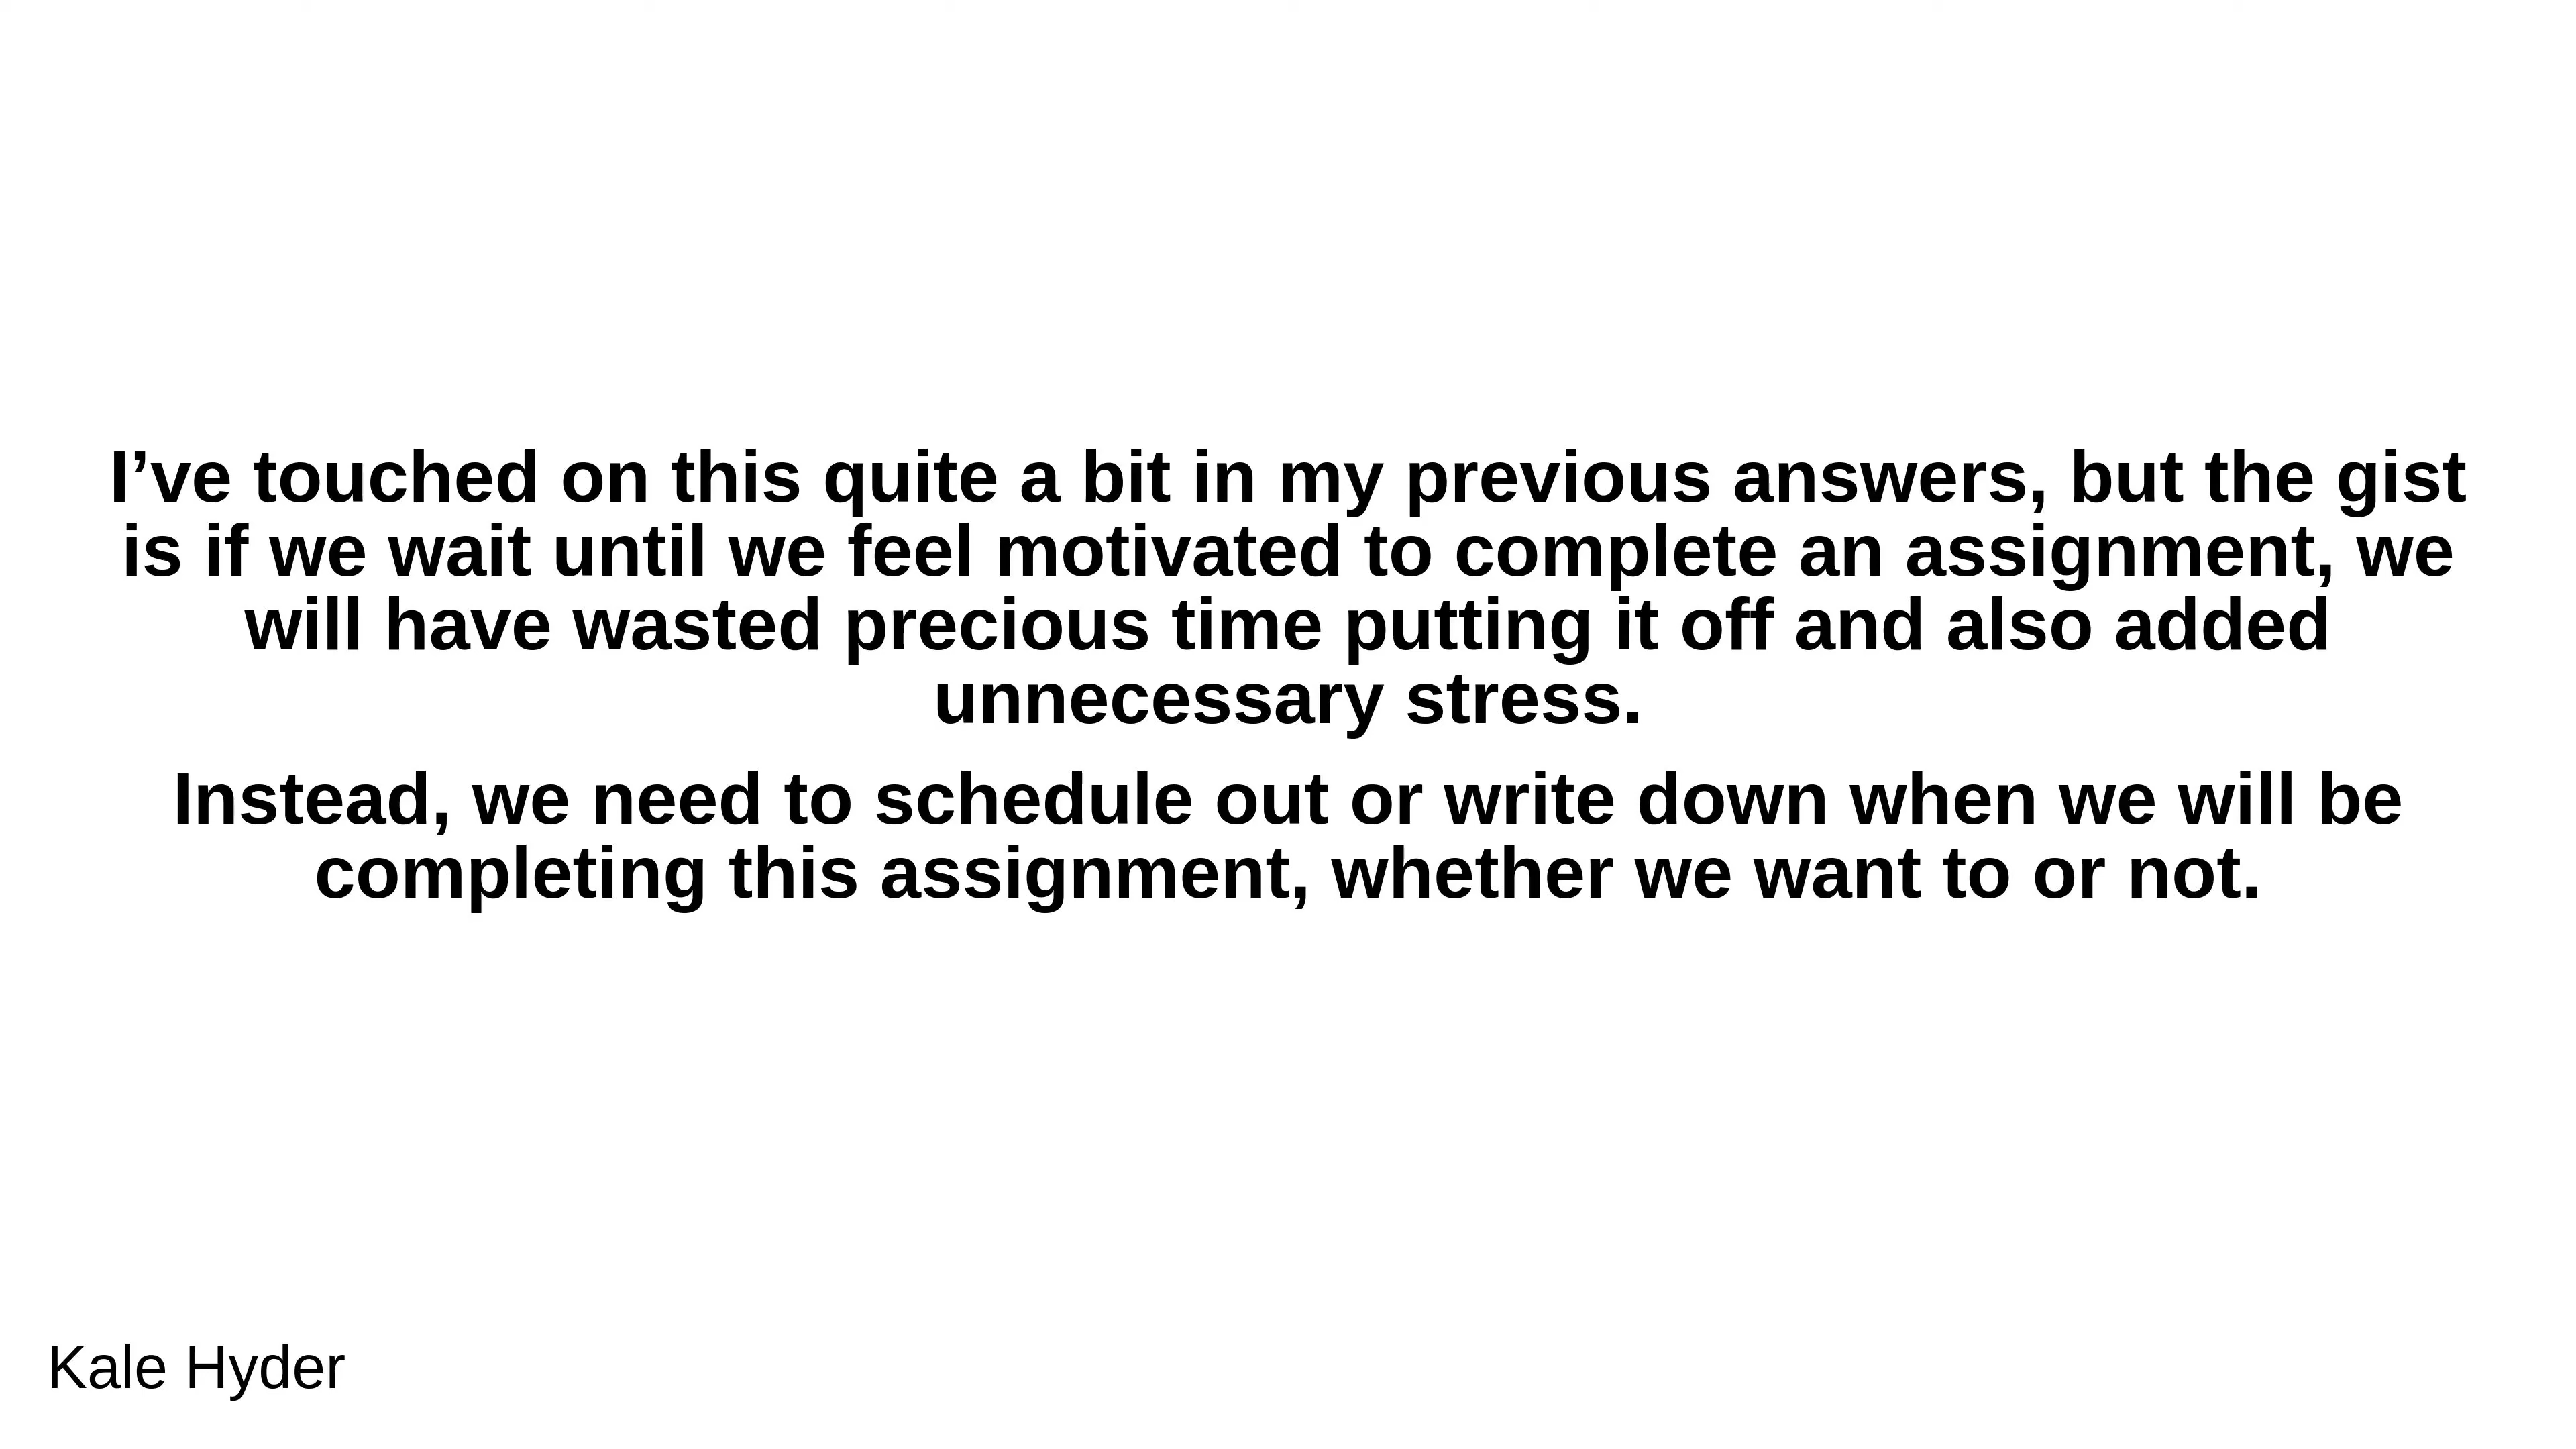 I’ve touched on this quite a bit in my previous answers, but the gist
is if we wait until we feel motivated to complete an assignment, we
will have wasted precious time putting it off and also added
unnecessary stress.
Instead, we need to schedule out or write down when we will be
completing this assignment, whether we want to or not.
Kale Hyder